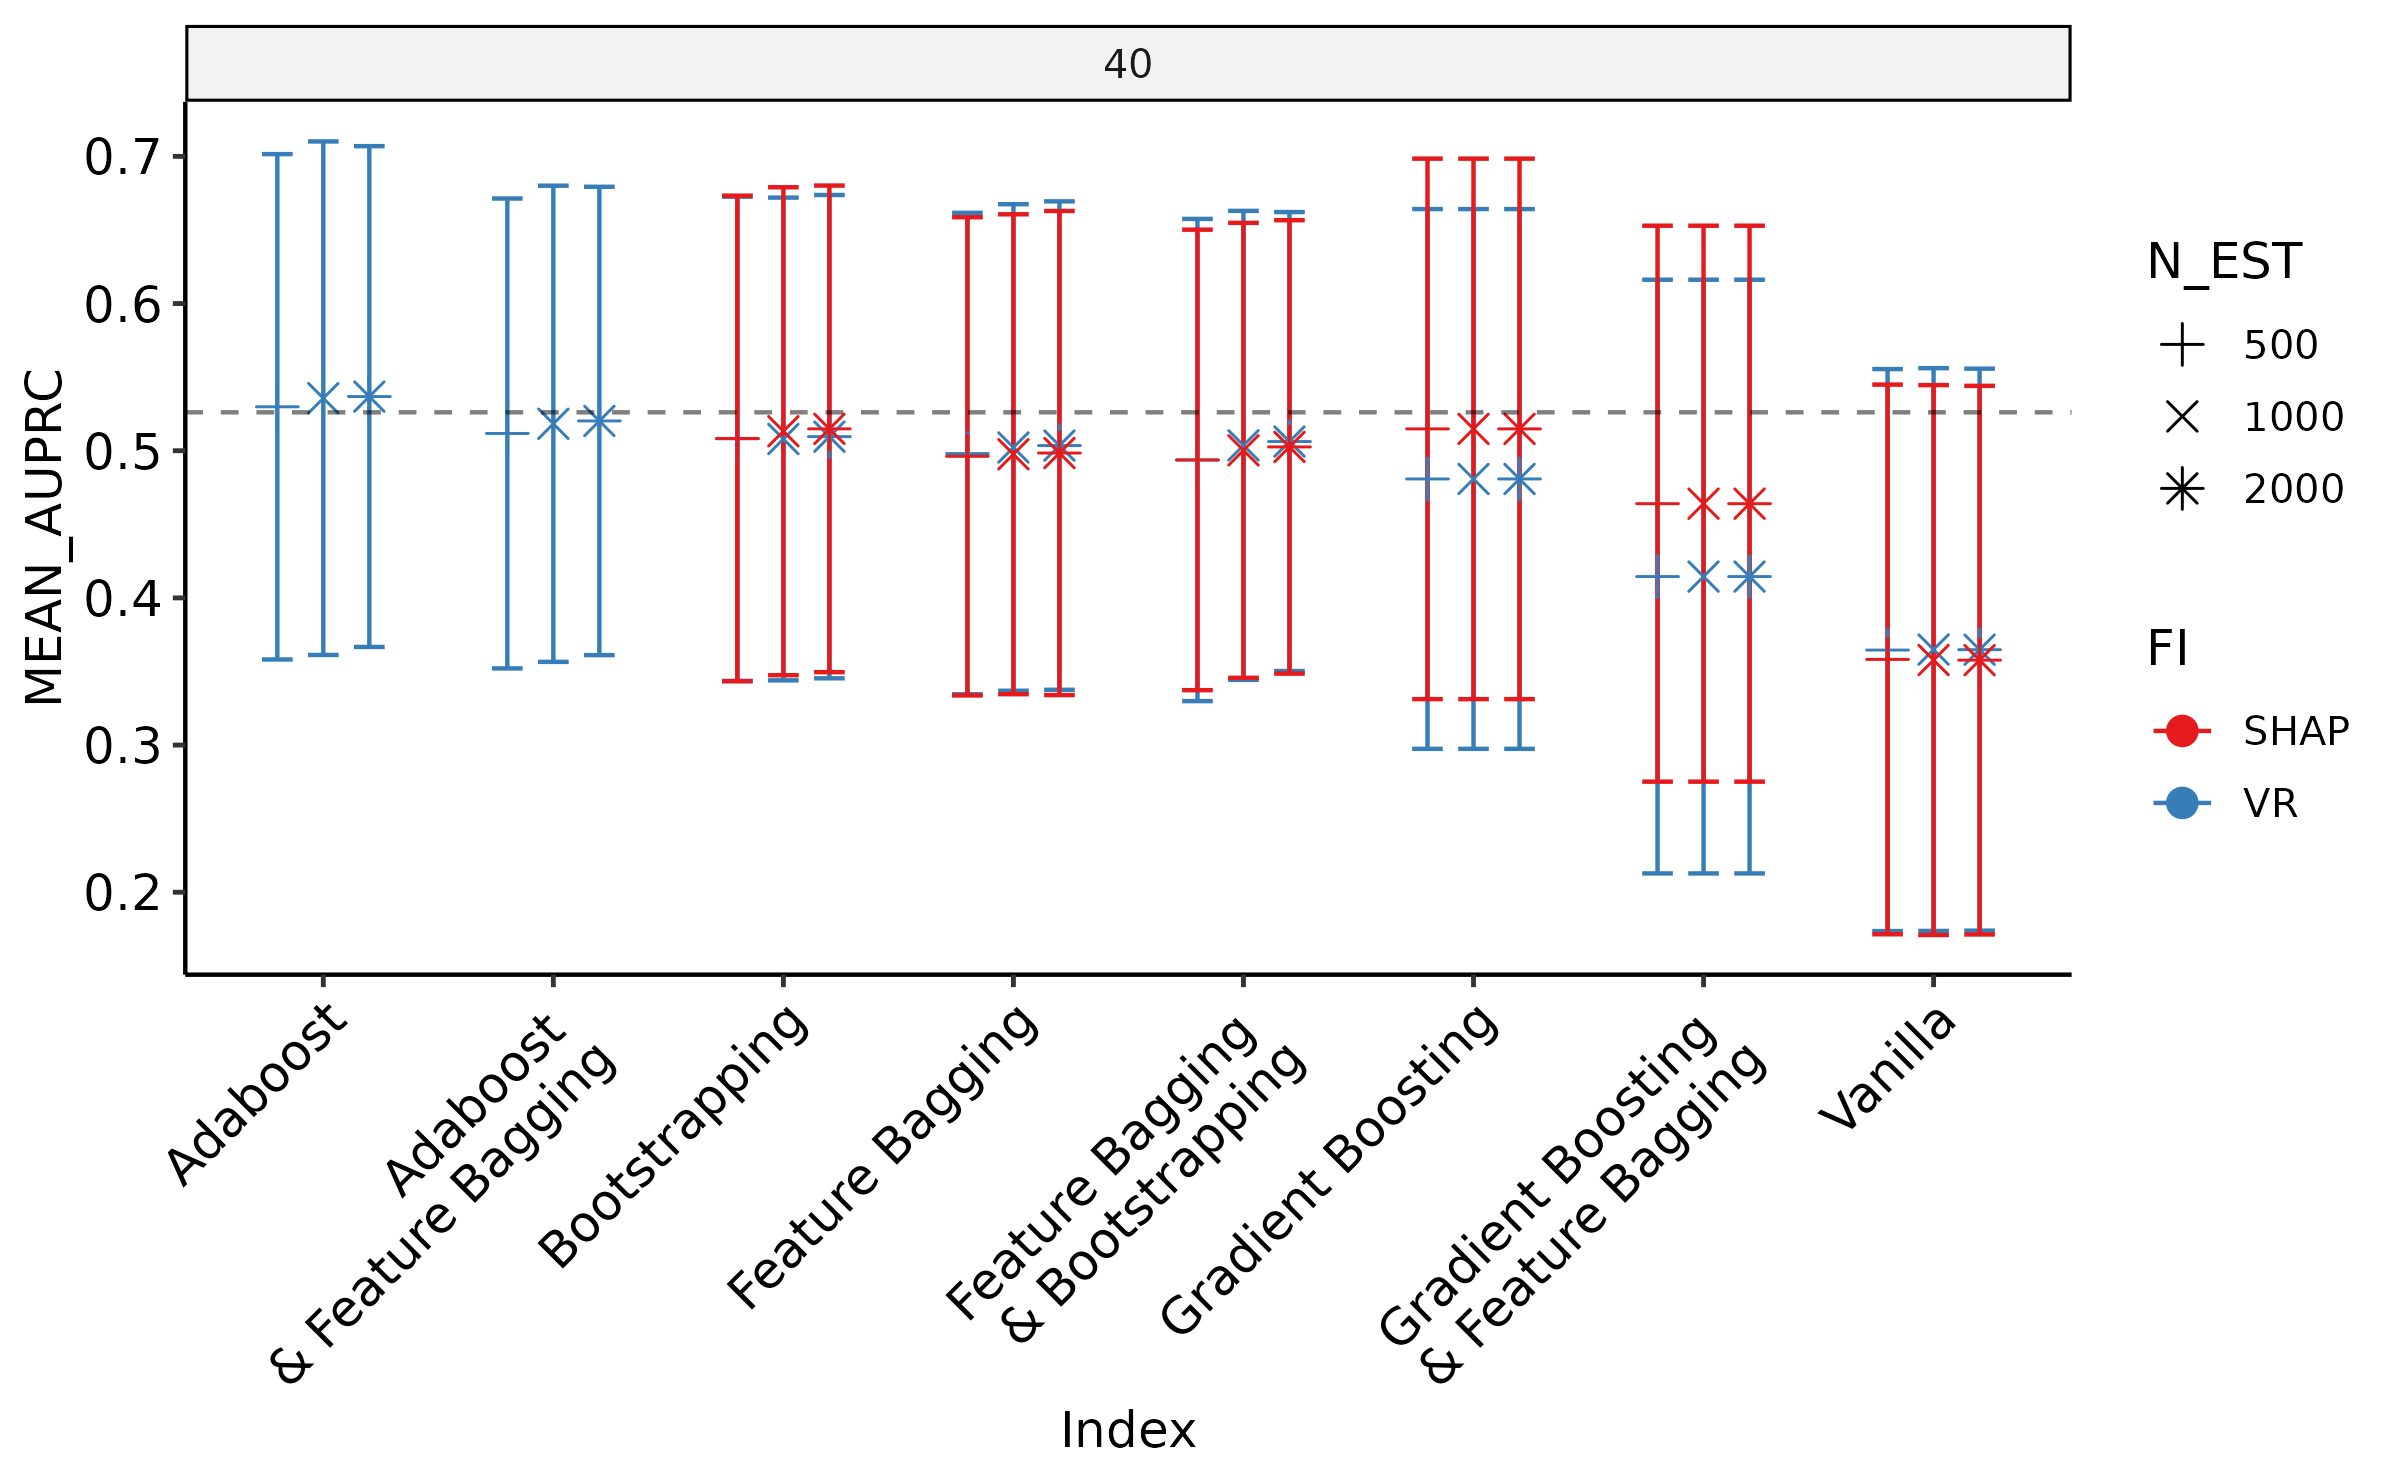 40
MEAN_AUPRC
0.7
0.6
0.5
0.4
0.3
0.2
Adaboost
Adaboost
& Feature Bagging
Bootstrapping
Feature Bagging
Feature Bagging
& Bootstrapping
Gradient Boosting
Gradient Boosting
& Feature Bagging
Vanilla
Index
N_EST
500
1000
2000
FI
SHAP
VR